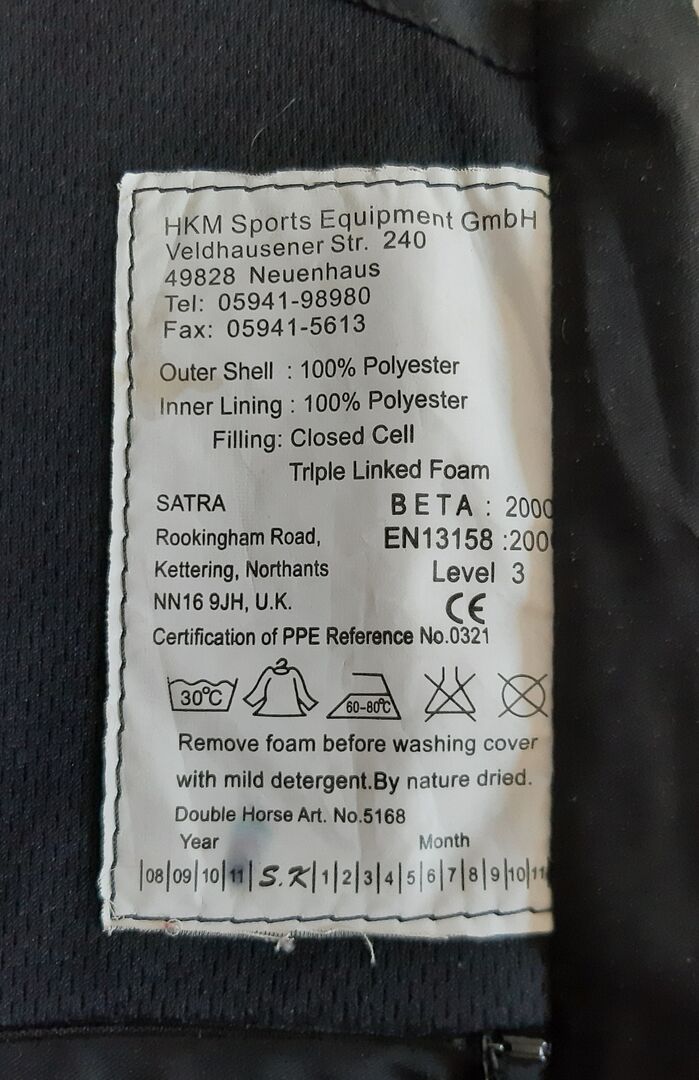 HKM Sports Equipment GmbH
Veldhausener Str. 240
49828 Neuenhaus
Tel: 05941-98980
Fax: 05941-5613
Outer Shell : 100% Polyester
Inner Lining : 100% Polyester
Filling: Closed Cell
TrIple Linked Foam
SATRA BETA : 2000
Rookingham Road, EN13158 :200
Kettering, Northants Level 3
NN16 9JH, U.K. CE
Certification of PPE Reference No.0321
30°C 60-80°C
Remove foam before washing cover
with mild detergent.By nature dried.
Double Horse Art. No.5168
Year Month
|08|09|10|11| S.K|1|2|3|4|5|6|7|8|9|10|11